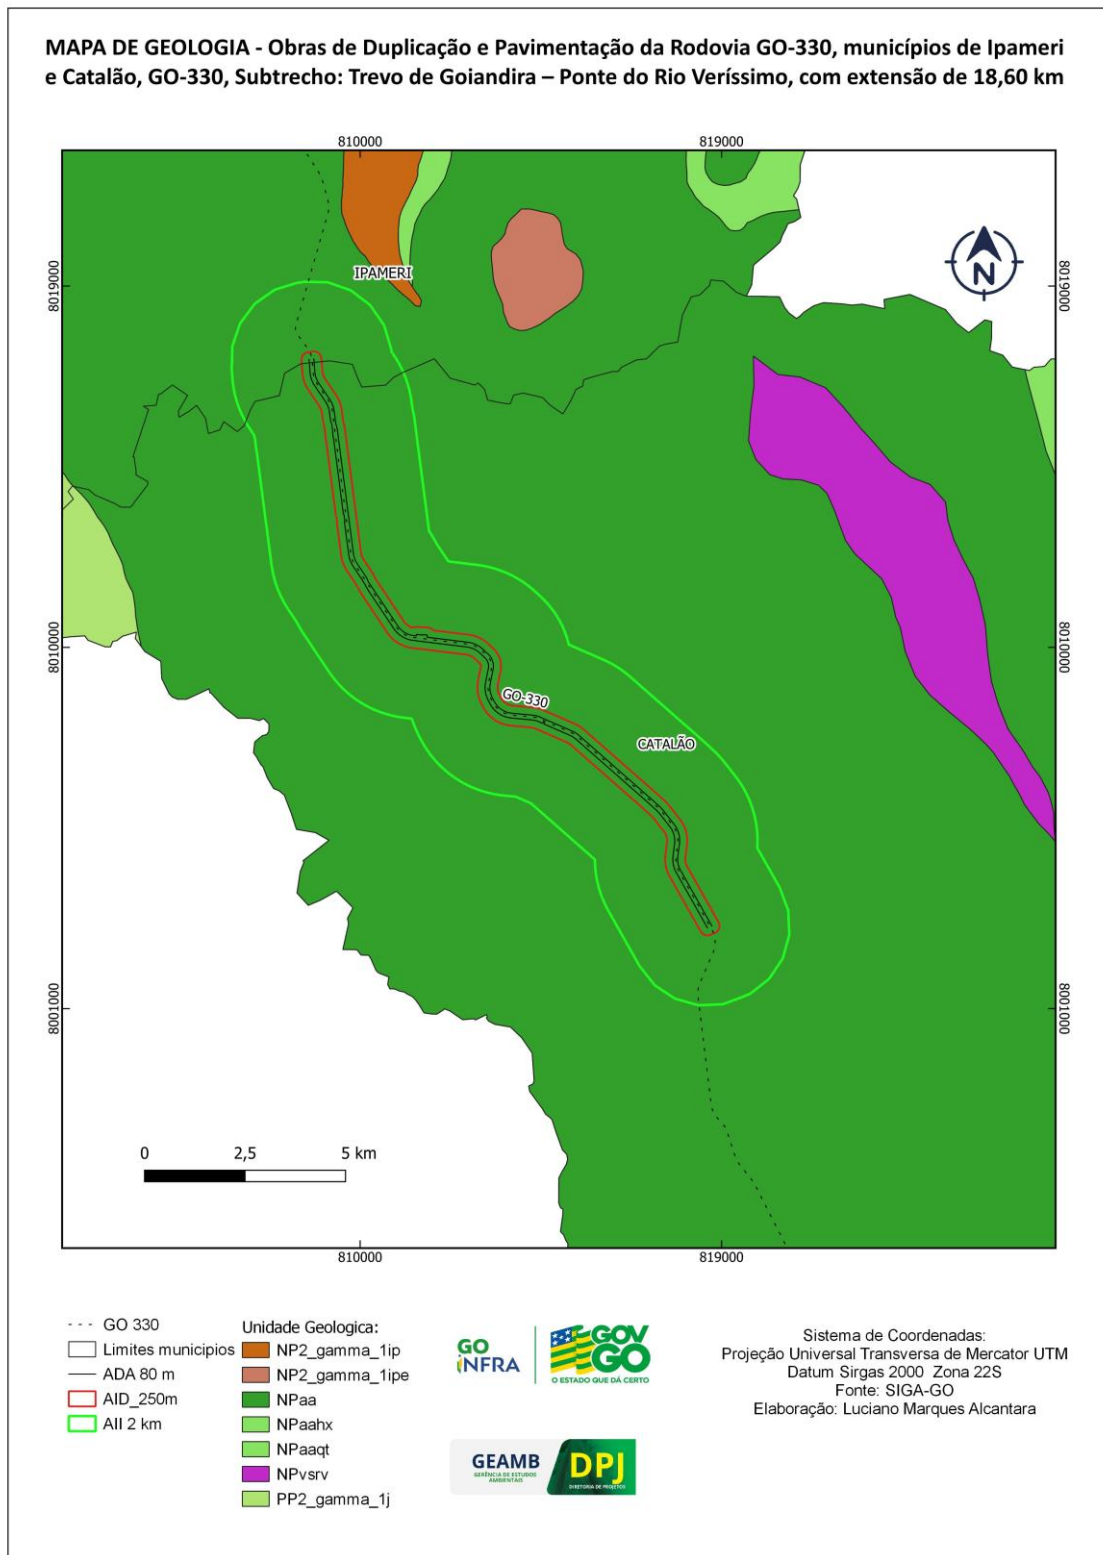 MAPA DE GEOLOGIA - Obras de Duplicação e Pavimentação da Rodovia GO-330, municípios de Ipameri
e Catalão, GO-330, Subtrecho: Trevo de Goiandira – Ponte do Rio Veríssimo, com extensão de 18,60 km
810000
819000
8019000
8019000
IPAMERI
N
8010000
8010000
GO-330
CATALÃO
8001000
8001000
0
2,5
5 km
810000
819000
GO 330
Limites municipios
ADA 80 m
AID_250m
AII 2 km
Unidade Geologica:
NP2_gamma_1ip
NP2_gamma_1ipe
NPaa
NPaahx
NPaaqt
NPvsrv
PP2_gamma_1j
GO
INFRA
GOV
GO
O ESTADO QUE DÁ CERTO
GEAMB
GERÊNCIA DE ESTUDOS
AMBIENTAIS
DPJ
DIRETORIA DE PROJETOS
Sistema de Coordenadas:
Projeção Universal Transversa de Mercator UTM
Datum Sirgas 2000 Zona 22S
Fonte: SIGA-GO
Elaboração: Luciano Marques Alcantara